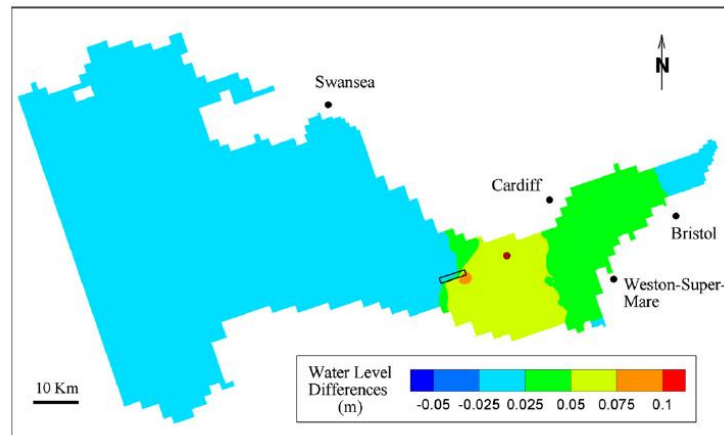 N
Swansea
Cardiff
Bristol
Weston-Super-
Mare
10 Km
Water Level
Differences
(m)
-0.05 -0.025 0.025 0.05 0.075 0.1